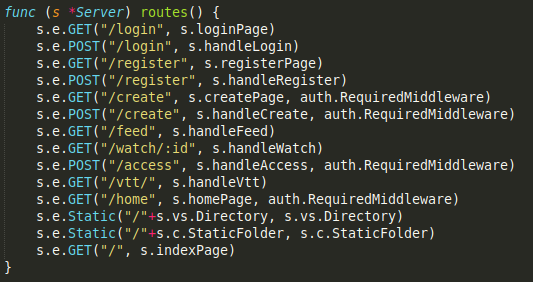 func (s *Server) routes() {
    s.e.GET("/login", s.loginPage)
    s.e.POST("/login", s.handleLogin)
    s.e.GET("/register", s.registerPage)
    s.e.POST("/register", s.handleRegister)
    s.e.GET("/create", s.createPage, auth.RequiredMiddleware)
    s.e.POST("/create", s.handleCreate, auth.RequiredMiddleware)
    s.e.GET("/feed", s.handleFeed)
    s.e.GET("/watch/:id", s.handleWatch)
    s.e.POST("/access", s.handleAccess, auth.RequiredMiddleware)
    s.e.GET("/vtt/", s.handleVtt)
    s.e.GET("/home", s.homePage, auth.RequiredMiddleware)
    s.e.Static("/"+s.vs.Directory, s.vs.Directory)
    s.e.Static("/"+s.c.StaticFolder, s.c.StaticFolder)
    s.e.GET("/", s.indexPage)
}